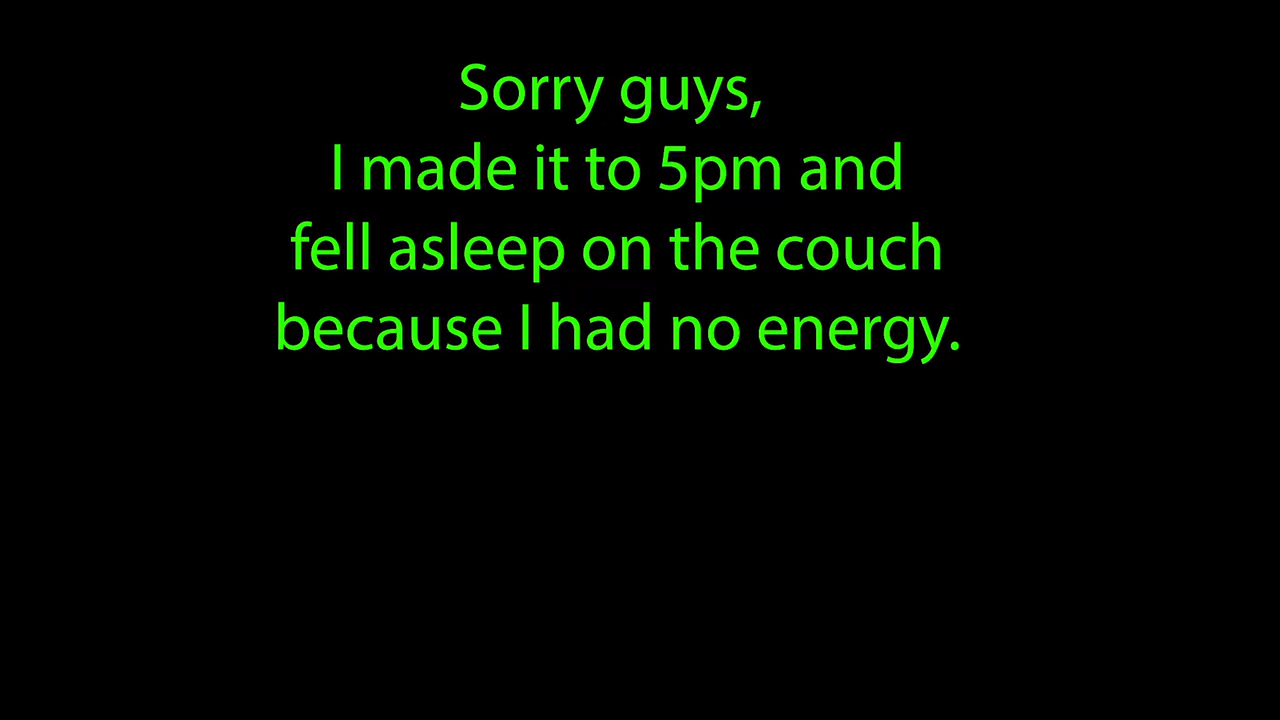 Sorry guys,
I made it to 5pm and
fell asleep on the couch
because I had no energy.